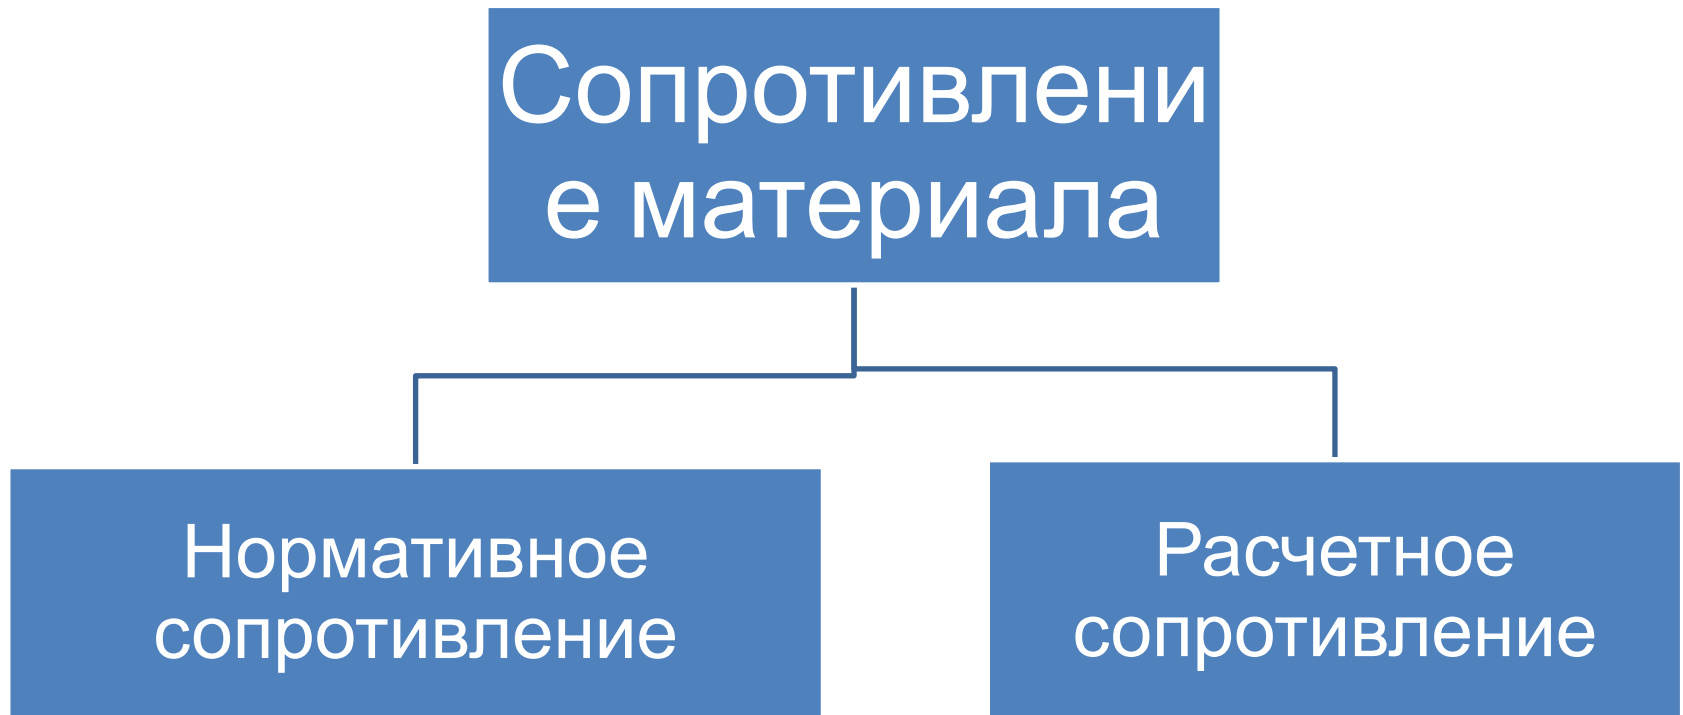 Сопротивлени
е материала
Нормативное
сопротивление
Расчетное
сопротивление